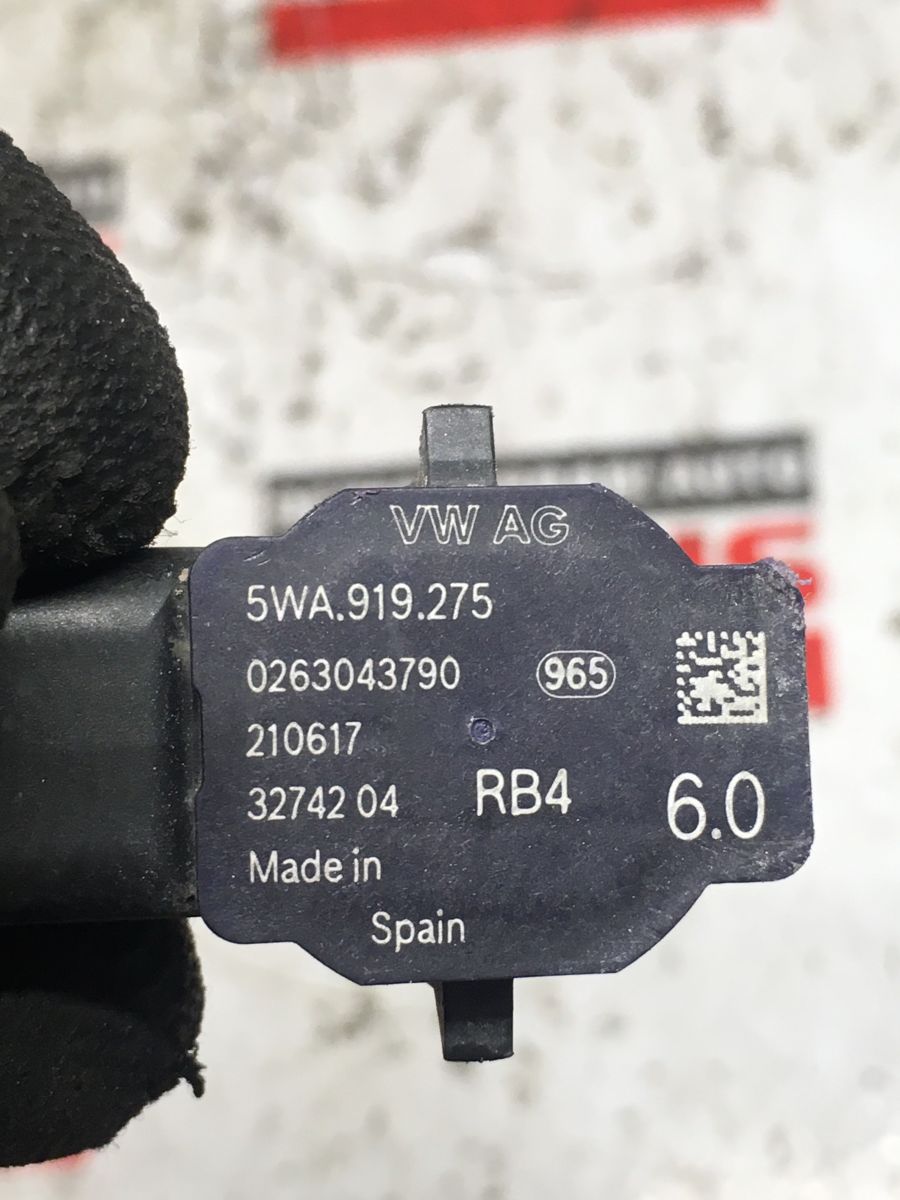 VW AG
5WA.919.275
0263043790 965
210617
32742 04 RB4 6.0
Made in
Spain